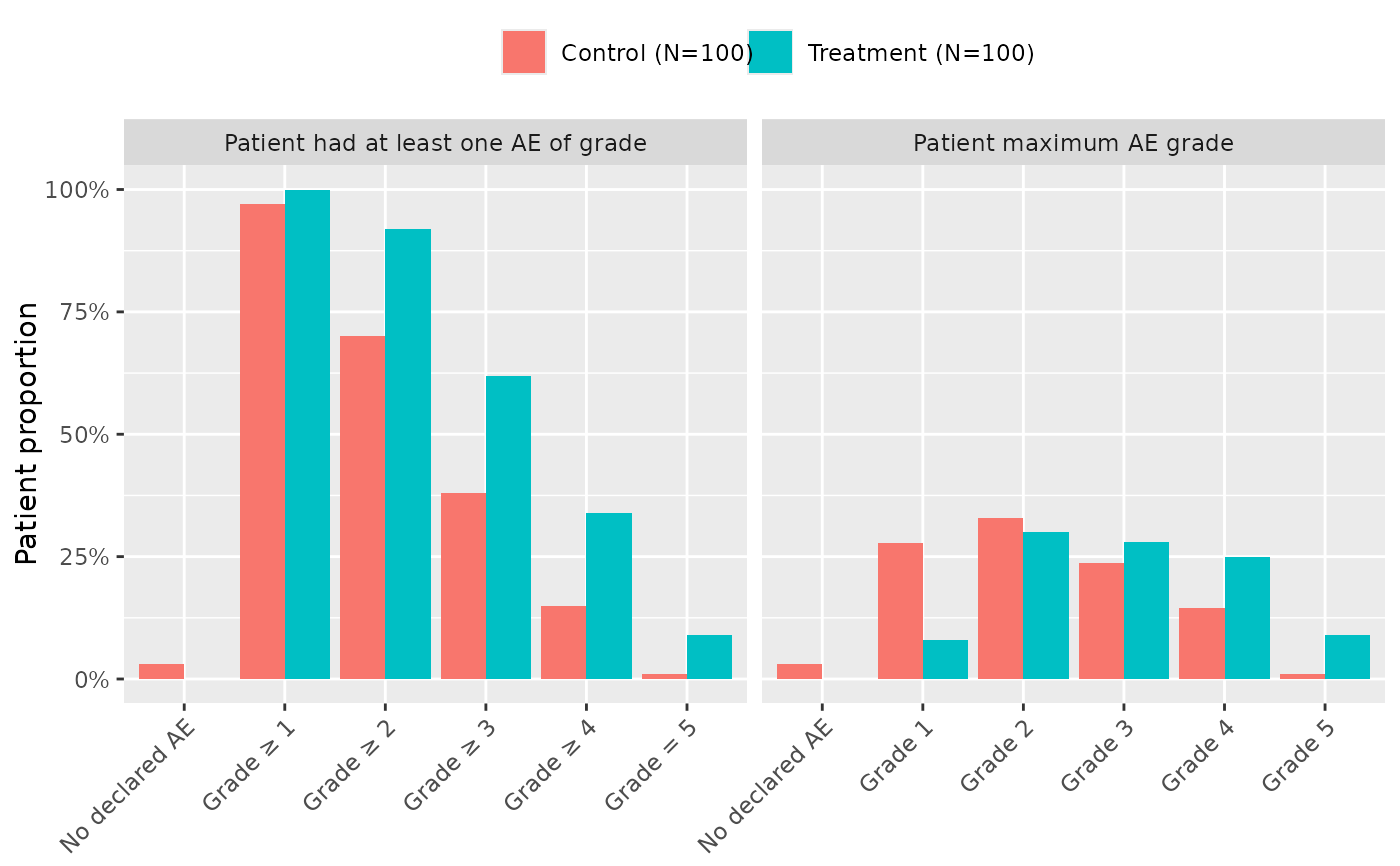 Control (N=100) Treatment (N=100)
Patient had at least one AE of grade
Patient maximum AE grade
Patient proportion
100%
75%
50%
25%
0%
No declared AE
Grade ≥ 1
Grade ≥ 2
Grade ≥ 3
Grade ≥ 4
Grade = 5
No declared AE
Grade 1
Grade 2
Grade 3
Grade 4
Grade 5